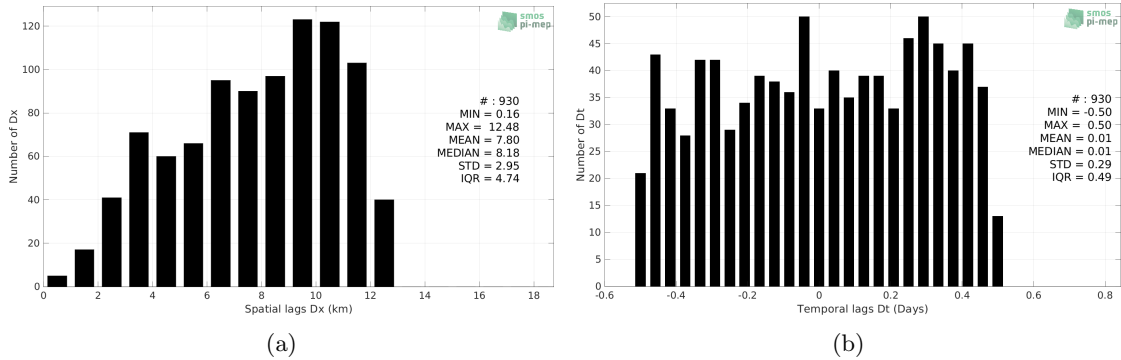 120
100
80
60
40
20
0
Number of Dx
0 2 4 6 8 10 12 14 16 18
Spatial lags Dx (km)
smos
pi-mep
# : 930
MIN = 0.16
MAX = 12.48
MEAN = 7.80
MEDIAN = 8.18
STD = 2.95
IQR = 4.74
(a)
50
45
40
35
30
25
20
15
10
5
0
Number of Dt
-0.6 -0.4 -0.2 0 0.2 0.4 0.6 0.8
Temporal lags Dt (Days)
smos
pi-mep
# : 930
MIN = -0.50
MAX = 0.50
MEAN = 0.01
MEDIAN = 0.01
STD = 0.29
IQR = 0.49
(b)